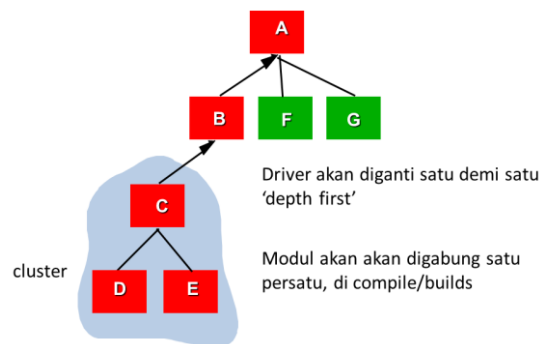 A
B F G
Driver akan diganti satu demi satu
'depth first'
C
Modul akan akan digabung satu
persatu, di compile/builds
cluster
D E